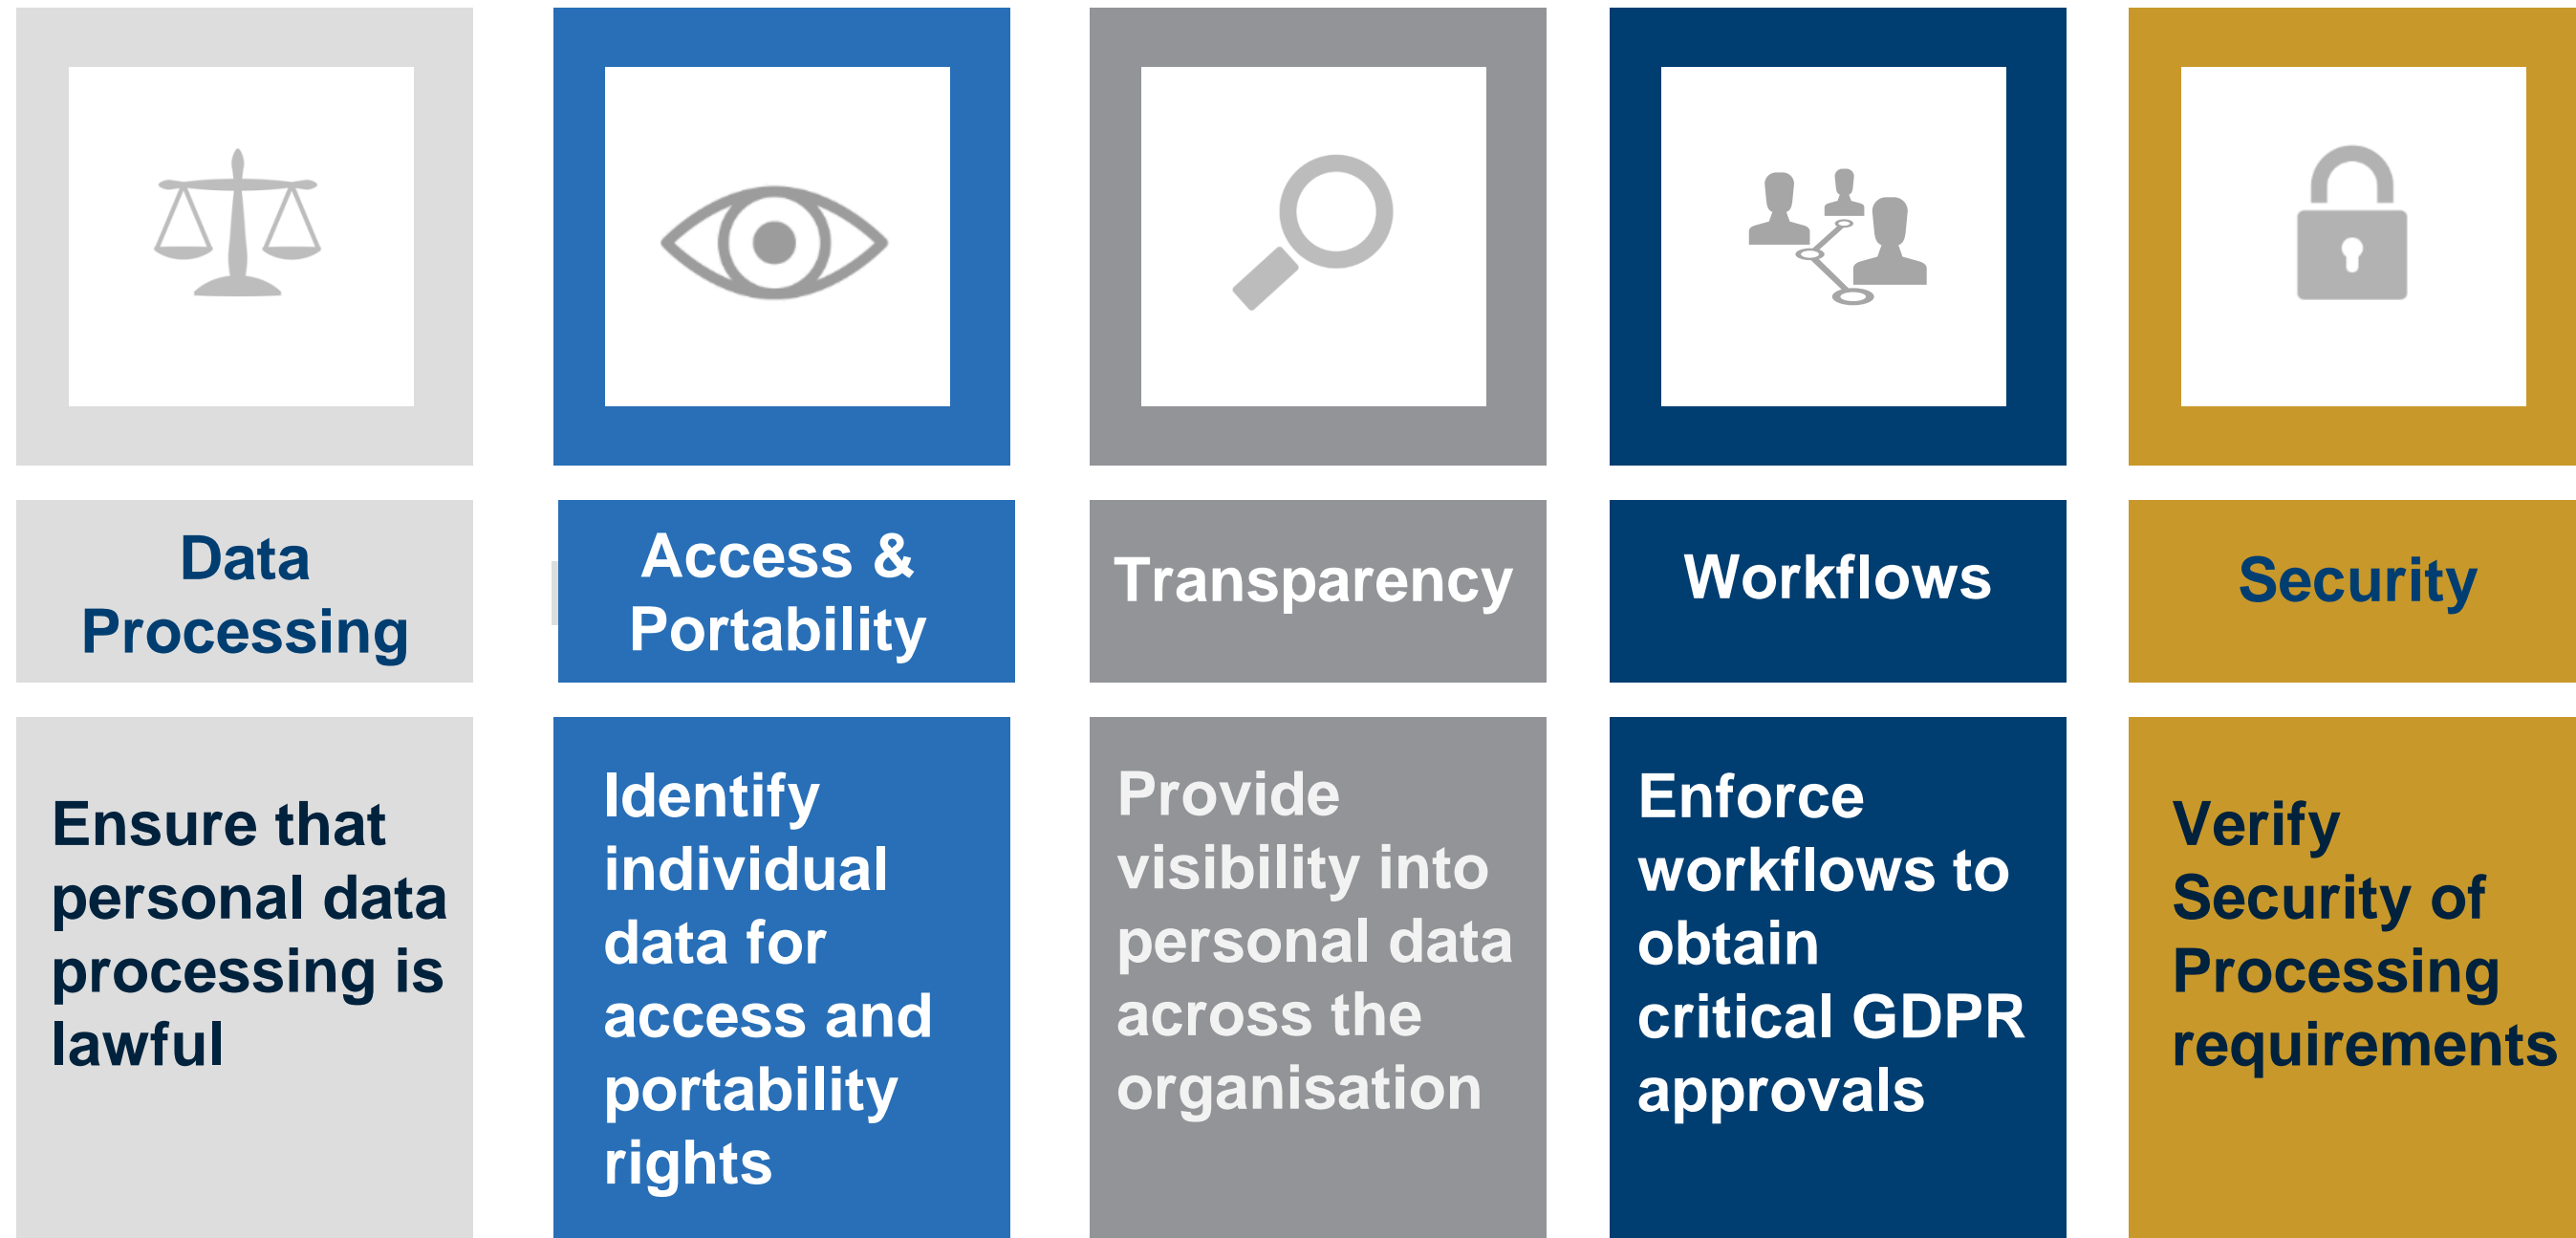 Data
Processing
Access &
Portability
Transparency
Workflows
Security
Ensure that
personal data
processing is
lawful
Identify
individual
data for
access and
portability
rights
Provide
visibility into
personal data
across the
organisation
Enforce
workflows to
obtain
critical GDPR
approvals
Verify
Security of
Processing
requirements